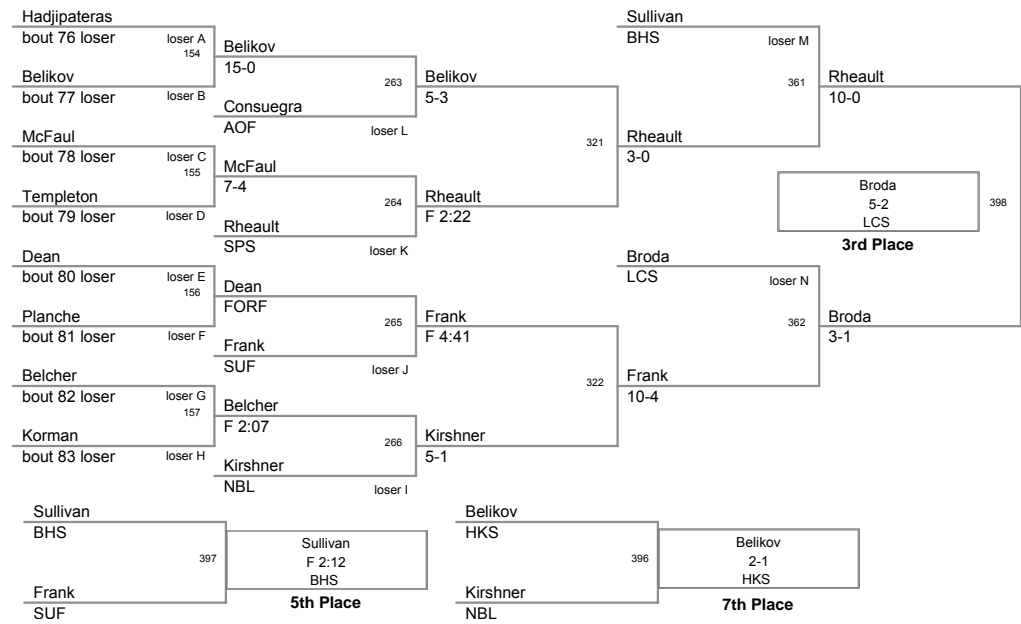 Hadjipateras
bout 76 loser
loser A
154
Belikov
bout 77 loser
loser B
McFaul
bout 78 loser
loser C
155
Templeton
bout 79 loser
loser D
Dean
bout 80 loser
loser E
156
Planche
bout 81 loser
loser F
Belcher
bout 82 loser
loser G
157
Korman
bout 83 loser
loser H
Belikov
15-0
263
Consuegra
AOF
loser L
McFaul
7-4
264
Rheault
SPS
loser K
Dean
FORF
265
Frank
SUF
loser J
Belcher
F 2:07
266
Kirshner
NBL
loser I
Belikov
5-3
321
Rheault
F 2:22
Frank
F 4:41
322
Kirshner
5-1
Sullivan
BHS
loser M
361
Rheault
3-0
Broda
LCS
loser N
362
Frank
10-4
Rheault
10-0
398
Broda
3-1
Broda
5-2
LCS
3rd Place
Sullivan
BHS
397
Frank
SUF
Sullivan
F 2:12
BHS
5th Place
Belikov
HKS
396
Kirshner
NBL
Belikov
2-1
HKS
7th Place